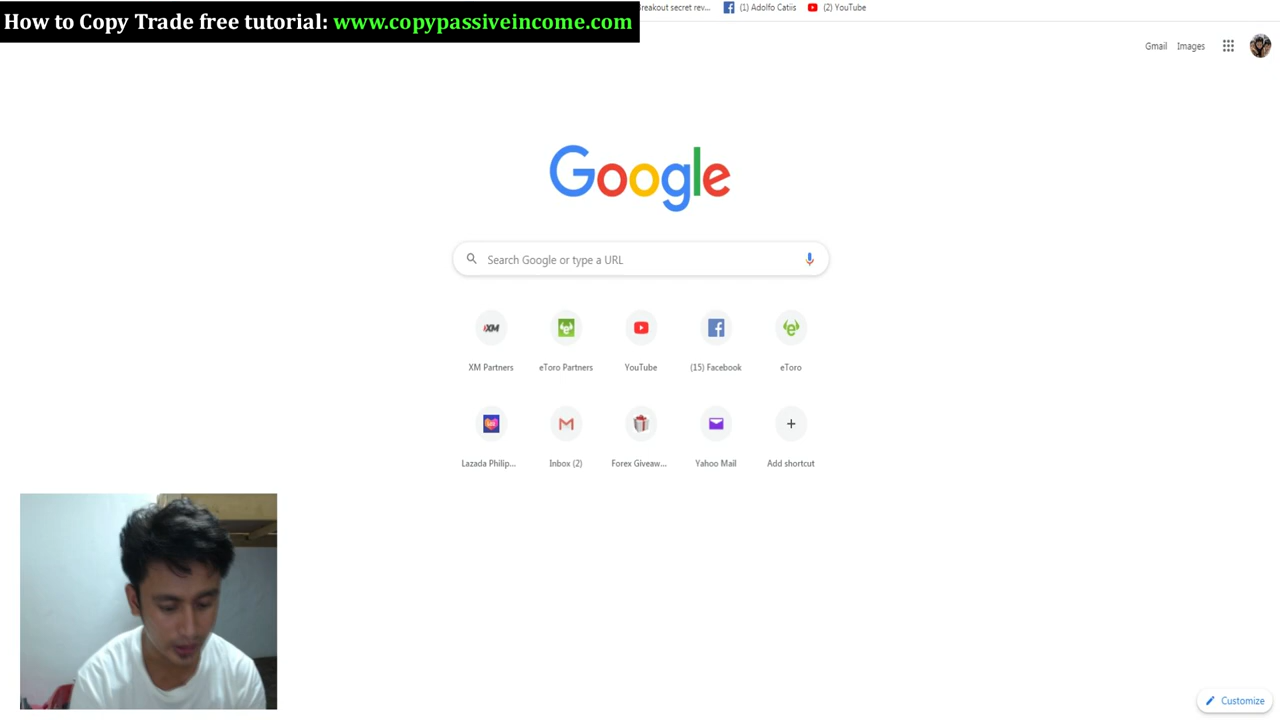 How to Copy Trade free tutorial: www.copypassiveincome.com
Breakout secret rev... (1) Adolfo Catiis (2) YouTube
Gmail Images
Google
Search Google or type a URL
XM
XM Partners eToro Partners YouTube (15) Facebook eToro
Lazada Philip... Inbox (2) Forex Giveaw... Yahoo Mail Add shortcut
Customize